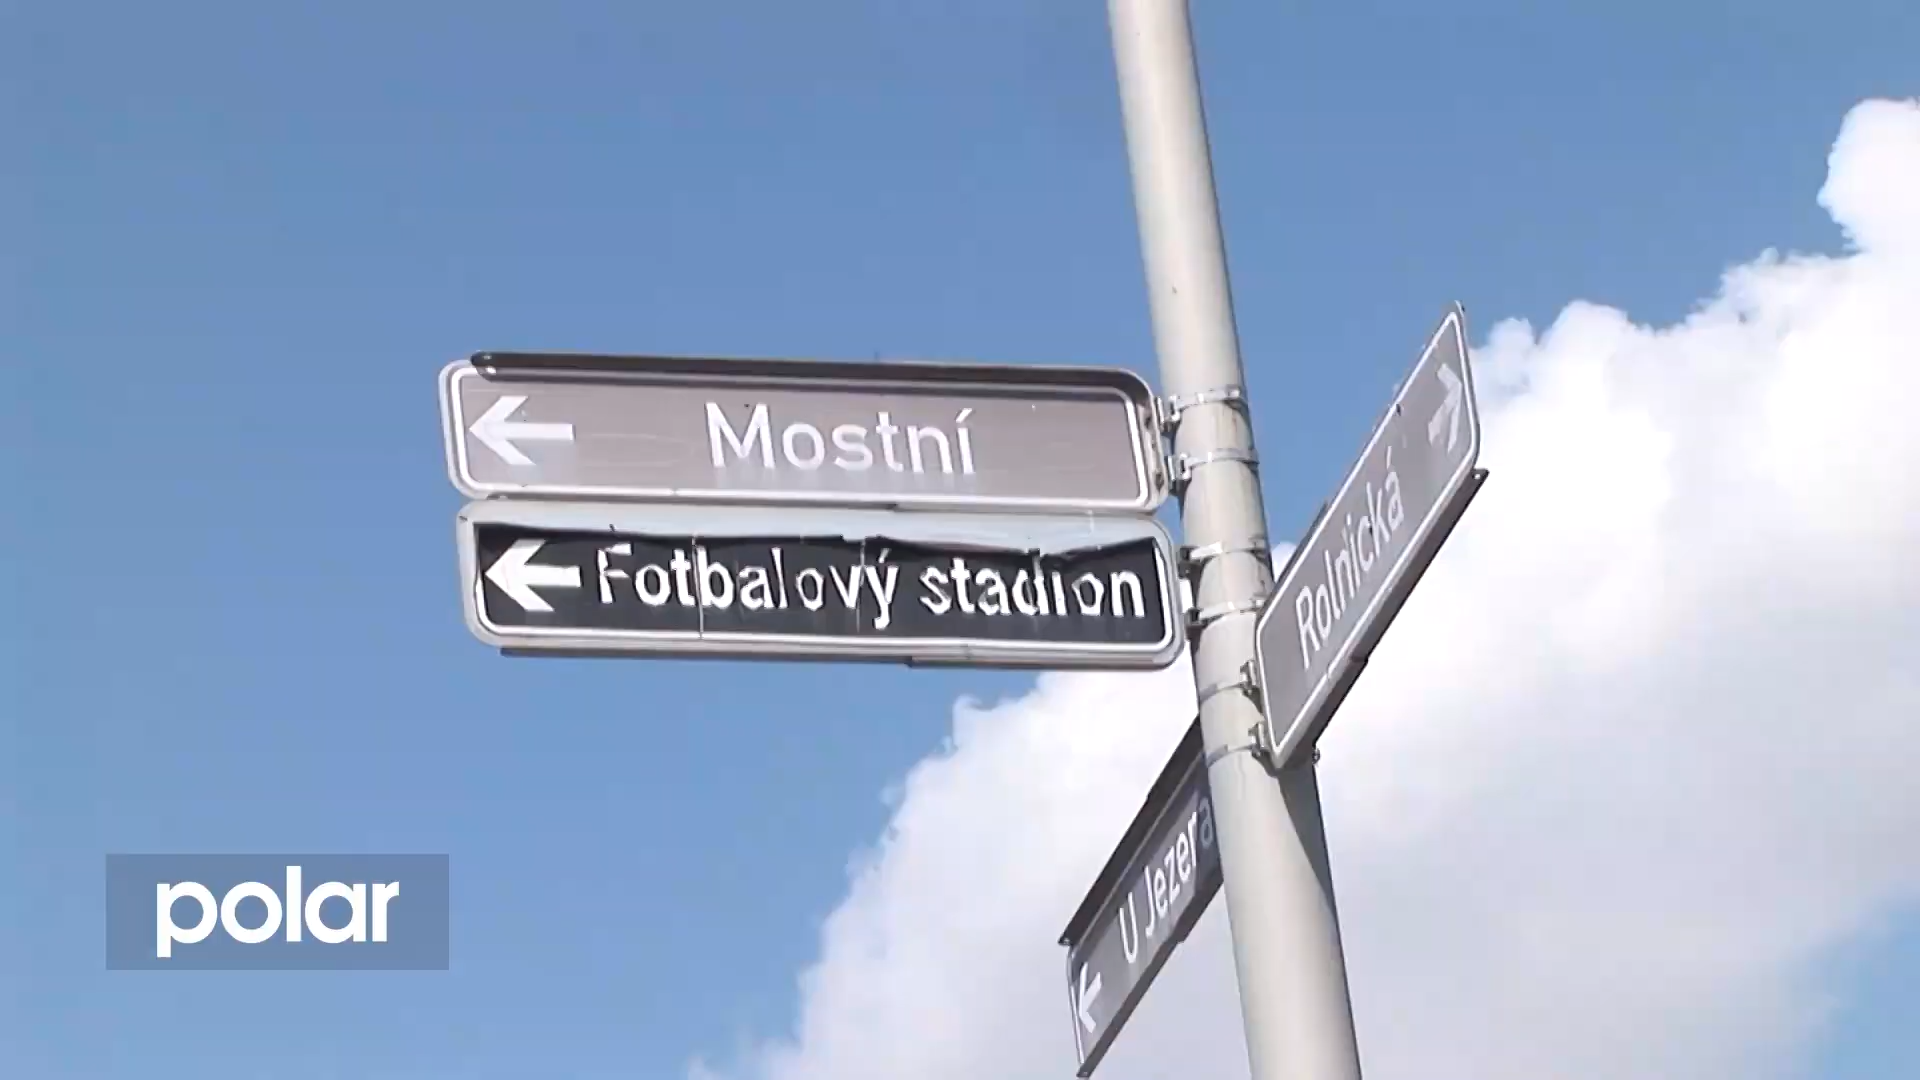 Mostní
Fotbalový stadion
Rolnická
U Jezera
polar